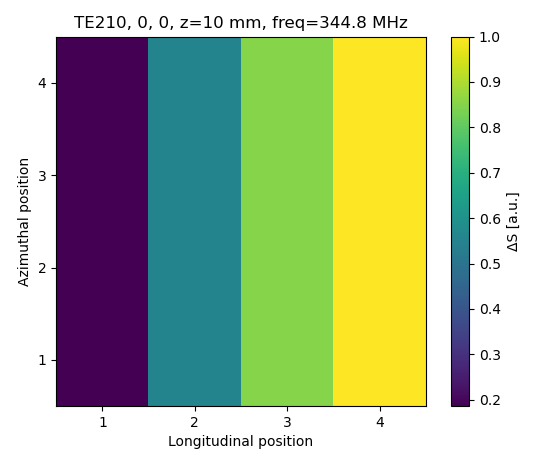 TE210, 0, 0, z=10 mm, freq=344.8 MHz
4
3
2
1
Azimuthal position
1 2 3 4
Longitudinal position
1.0
0.9
0.8
0.7
0.6
0.5
0.4
0.3
0.2
ΔS [a.u.]